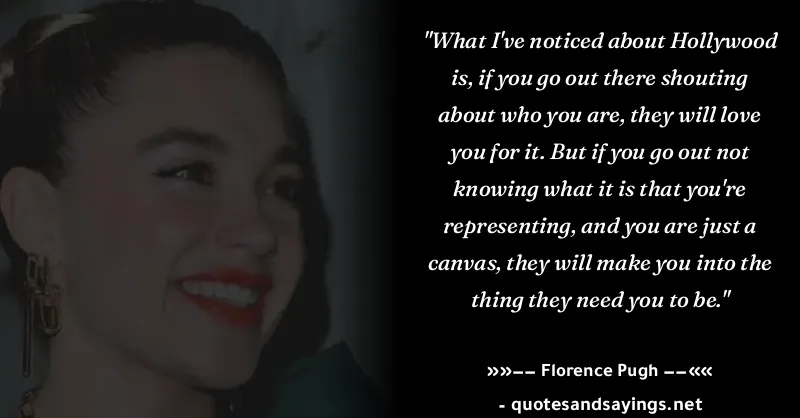 "What I've noticed about Hollywood
is, if you go out there shouting
about who you are, they will love
you for it. But if you go out not
knowing what it is that you're
representing, and you are just a
canvas, they will make you into the
thing they need you to be."
»»–– Florence Pugh ––««
- quotesandsayings.net